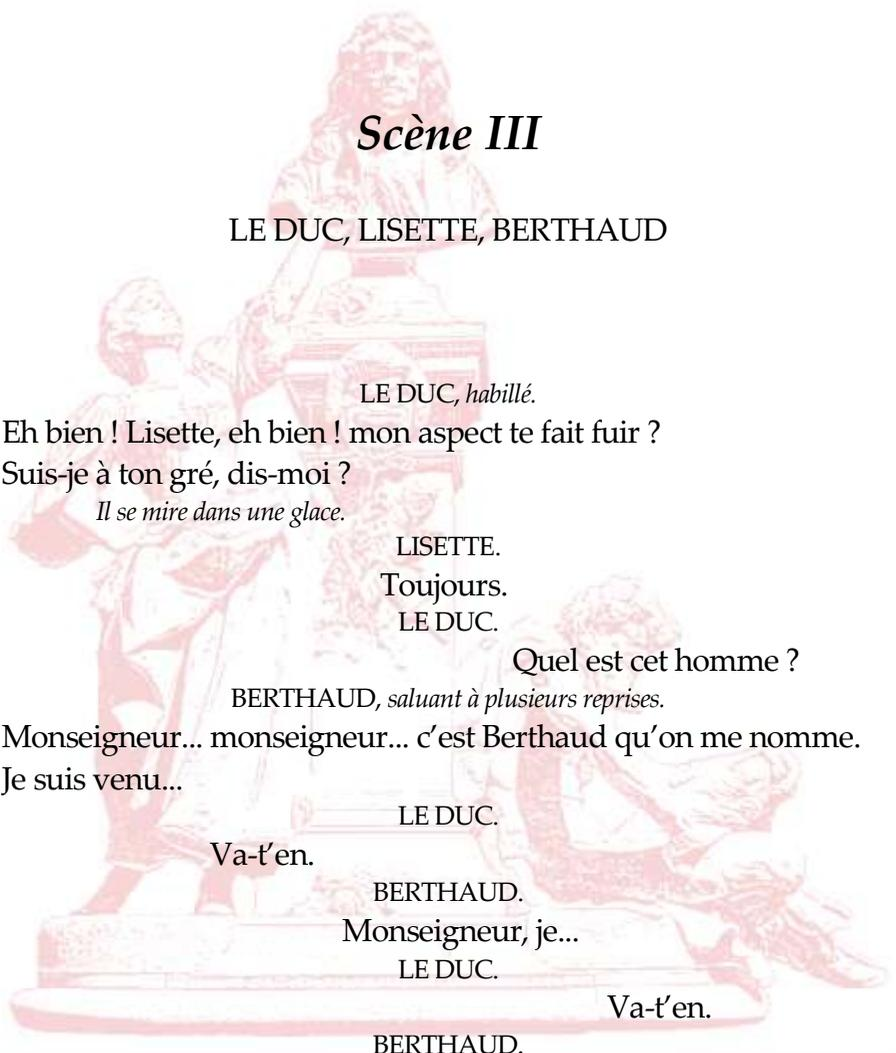 Scène III
LE DUC, LISETTE, BERTHAUD
LE DUC, habillé.
Eh bien ! Lisette, eh bien ! mon aspect te fait fuir ?
Suis-je à ton gré, dis-moi ?
Il se mire dans une glace.
LISETTE.
Toujours.
LE DUC.
Quel est cet homme ?
BERTHAUD, saluant à plusieurs reprises.
Monseigneur... monseigneur... c’est Berthaud qu’on me nomme.
Je suis venu...
LE DUC.
Va-t’en.
BERTHAUD.
Monseigneur, je...
LE DUC.
Va-t’en.
BERTHAUD.